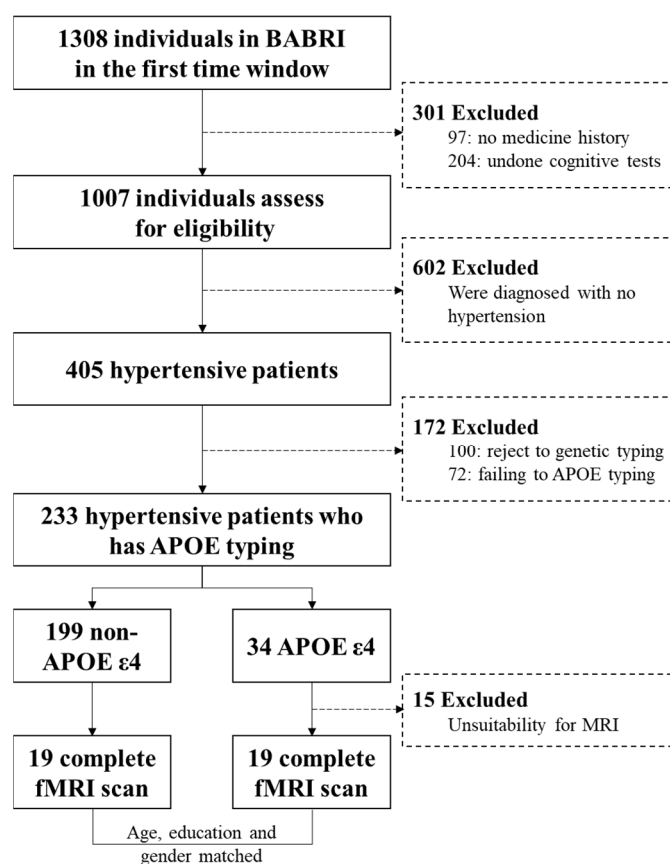 1308 individuals in BABRI
in the first time window
301 Excluded
97: no medicine history
204: undone cognitive tests
1007 individuals assess
for eligibility
602 Excluded
Were diagnosed with no
hypertension
405 hypertensive patients
172 Excluded
100: reject to genetic typing
72: failing to APOE typing
233 hypertensive patients who
has APOE typing
199 non-
APOE ε4
34 APOE ε4
15 Excluded
Unsuitability for MRI
19 complete
fMRI scan
19 complete
fMRI scan
Age, education and
gender matched